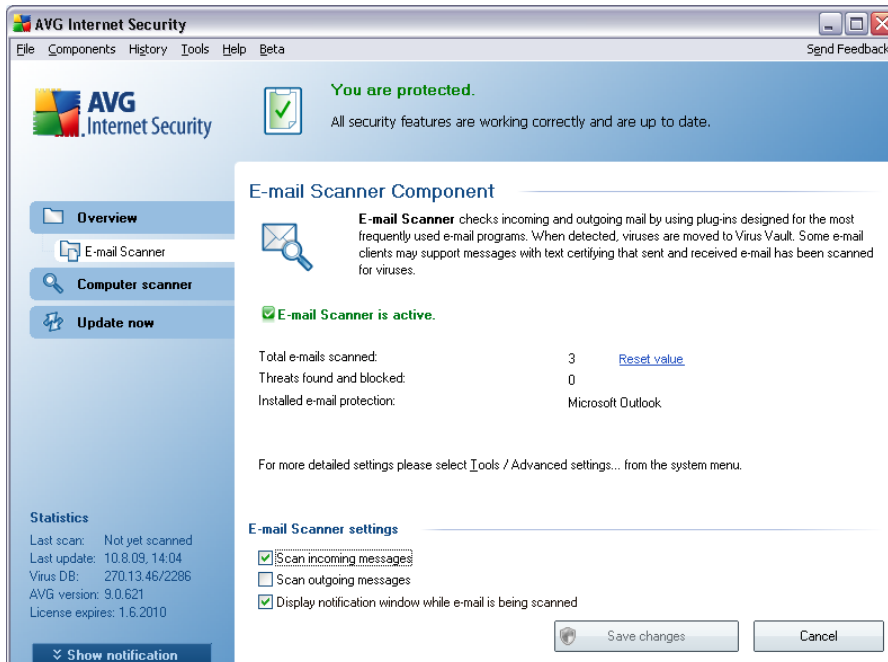 AVG Internet Security
File Components History Tools Help Beta Send Feedback
AVG
Internet Security
You are protected.
All security features are working correctly and are up to date.
Overview
E-mail Scanner
Computer scanner
Update now
E-mail Scanner Component
E-mail Scanner checks incoming and outgoing mail by using plug-ins designed for the most
frequently used e-mail programs. When detected, viruses are moved to Virus Vault. Some e-mail
clients may support messages with text certifying that sent and received e-mail has been scanned
for viruses.
E-mail Scanner is active.
Total e-mails scanned: 3 Reset value
Threats found and blocked: 0
Installed e-mail protection: Microsoft Outlook
For more detailed settings please select Tools / Advanced settings... from the system menu.
Statistics
Last scan: Not yet scanned
Last update: 10.8.09, 14:04
Virus DB: 270.13.46/2286
AVG version: 9.0.621
License expires: 1.6.2010
Show notification
E-mail Scanner settings
Scan incoming messages
Scan outgoing messages
Display notification window while e-mail is being scanned
Save changes Cancel